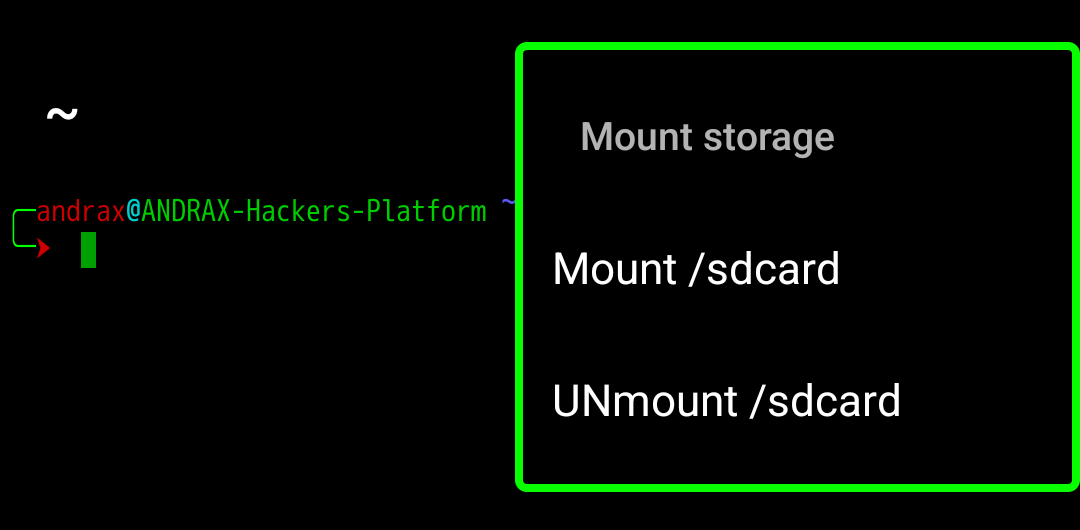 ~
andrax@ANDRAX-Hackers-Platform ~
Mount storage
Mount /sdcard
UNmount /sdcard